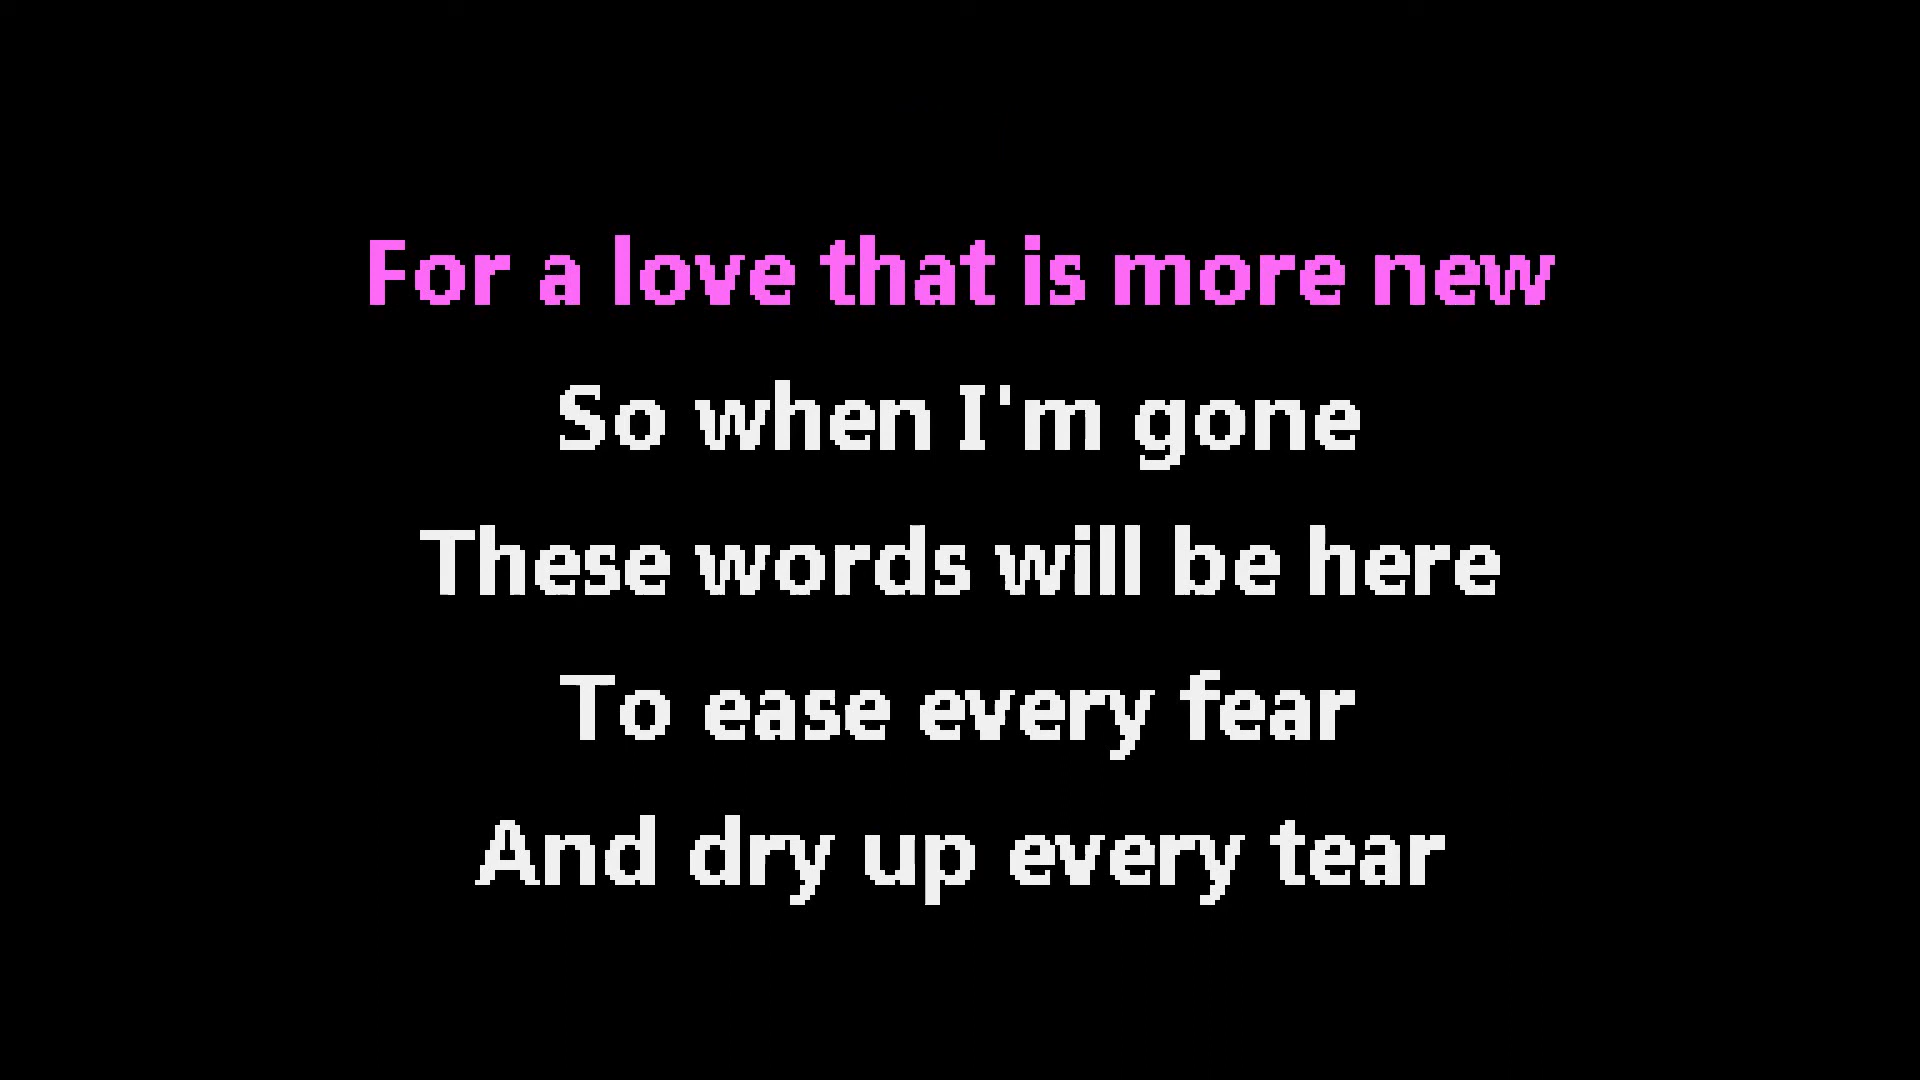 For a love that is more new
So when I'm gone
These words will be here
To ease every fear
And dry up every tear